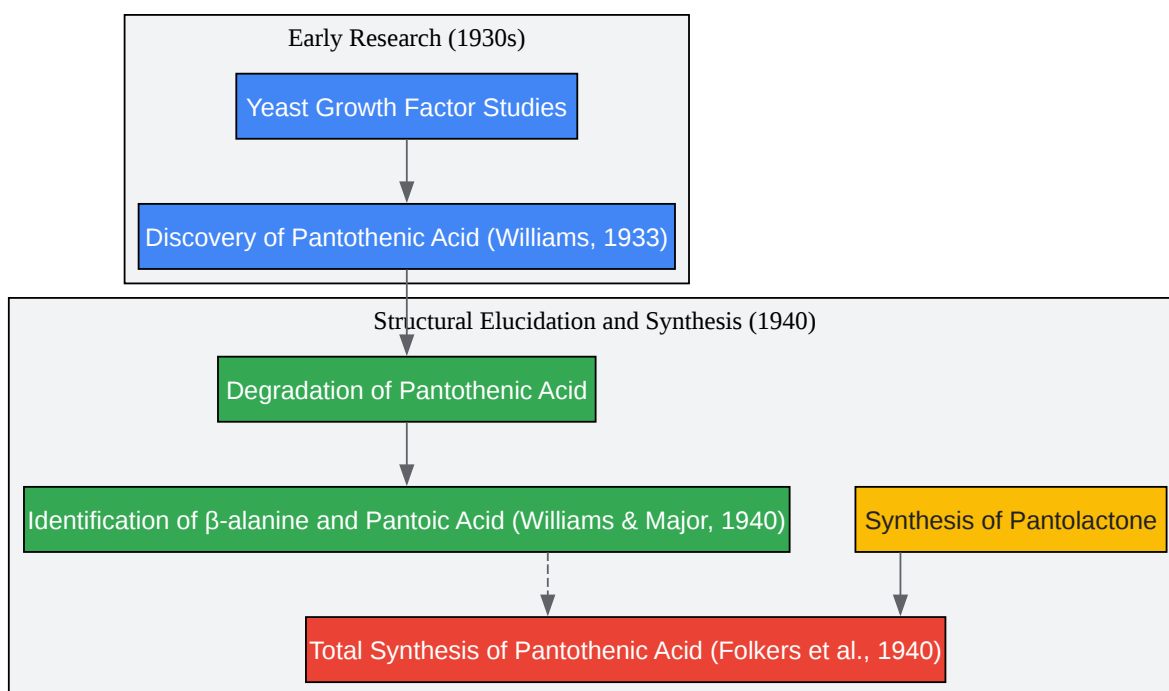 Early Research (1930s)
Yeast Growth Factor Studies
Discovery of Pantothenic Acid (Williams, 1933)
Structural Elucidation and Synthesis (1940)
Degradation of Pantothenic Acid
Identification of β-alanine and Pantoic Acid (Williams & Major, 1940)
Synthesis of Pantolactone
Total Synthesis of Pantothenic Acid (Folkers et al., 1940)